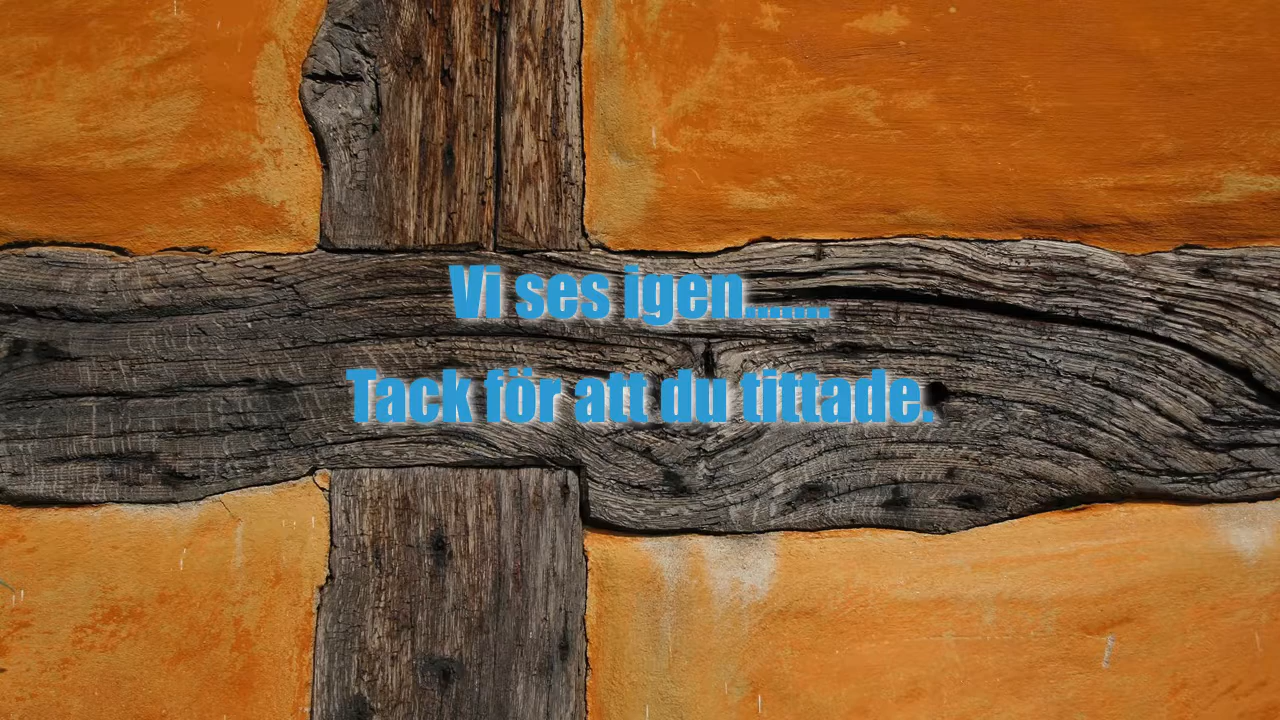 Vi ses igen.......
Tack för att du tittade.